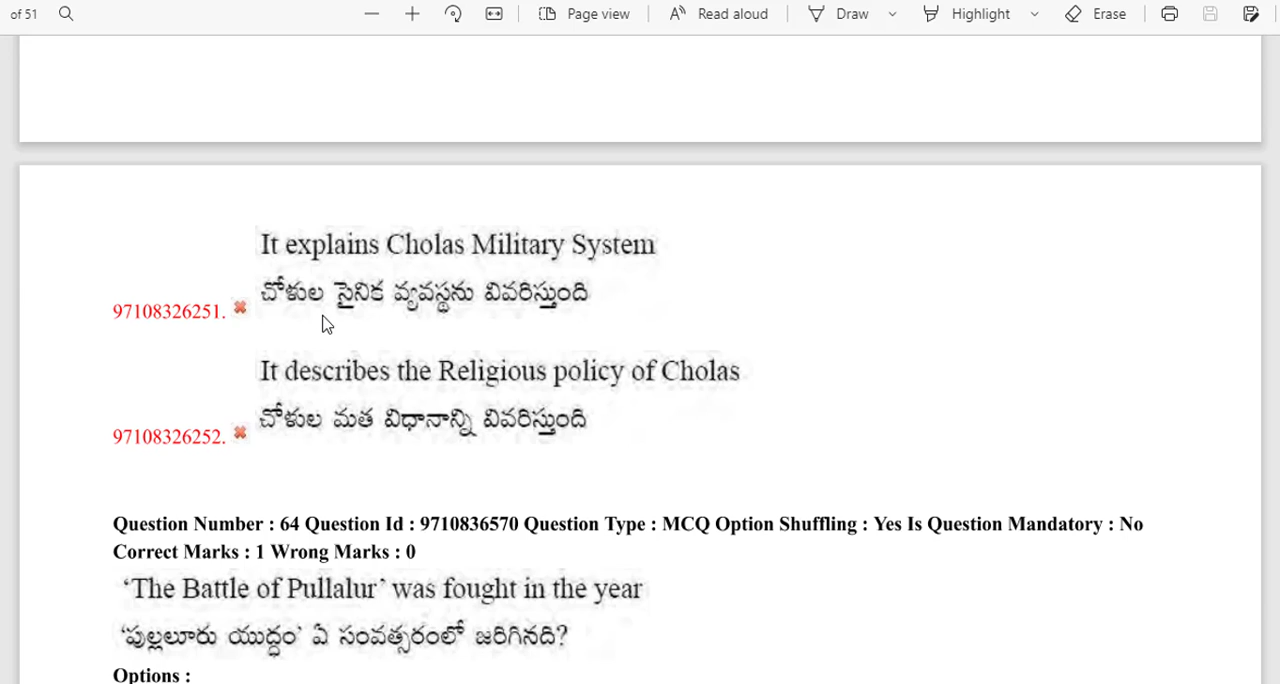 of 51 Page view Read aloud Draw Highlight Erase
It explains Cholas Military System
చోళుల సైనిక వ్యవస్థను వివరిస్తుంది
97108326251.
It describes the Religious policy of Cholas
చోళుల మత విధానాన్ని వివరిస్తుంది
97108326252.
Question Number : 64 Question Id : 9710836570 Question Type : MCQ Option Shuffling : Yes Is Question Mandatory : No
Correct Marks : 1 Wrong Marks : 0
‘The Battle of Pullalur’ was fought in the year
‘పుల్లలూరు యుద్ధం’ ఏ సంవత్సరంలో జరిగినది?
Options :